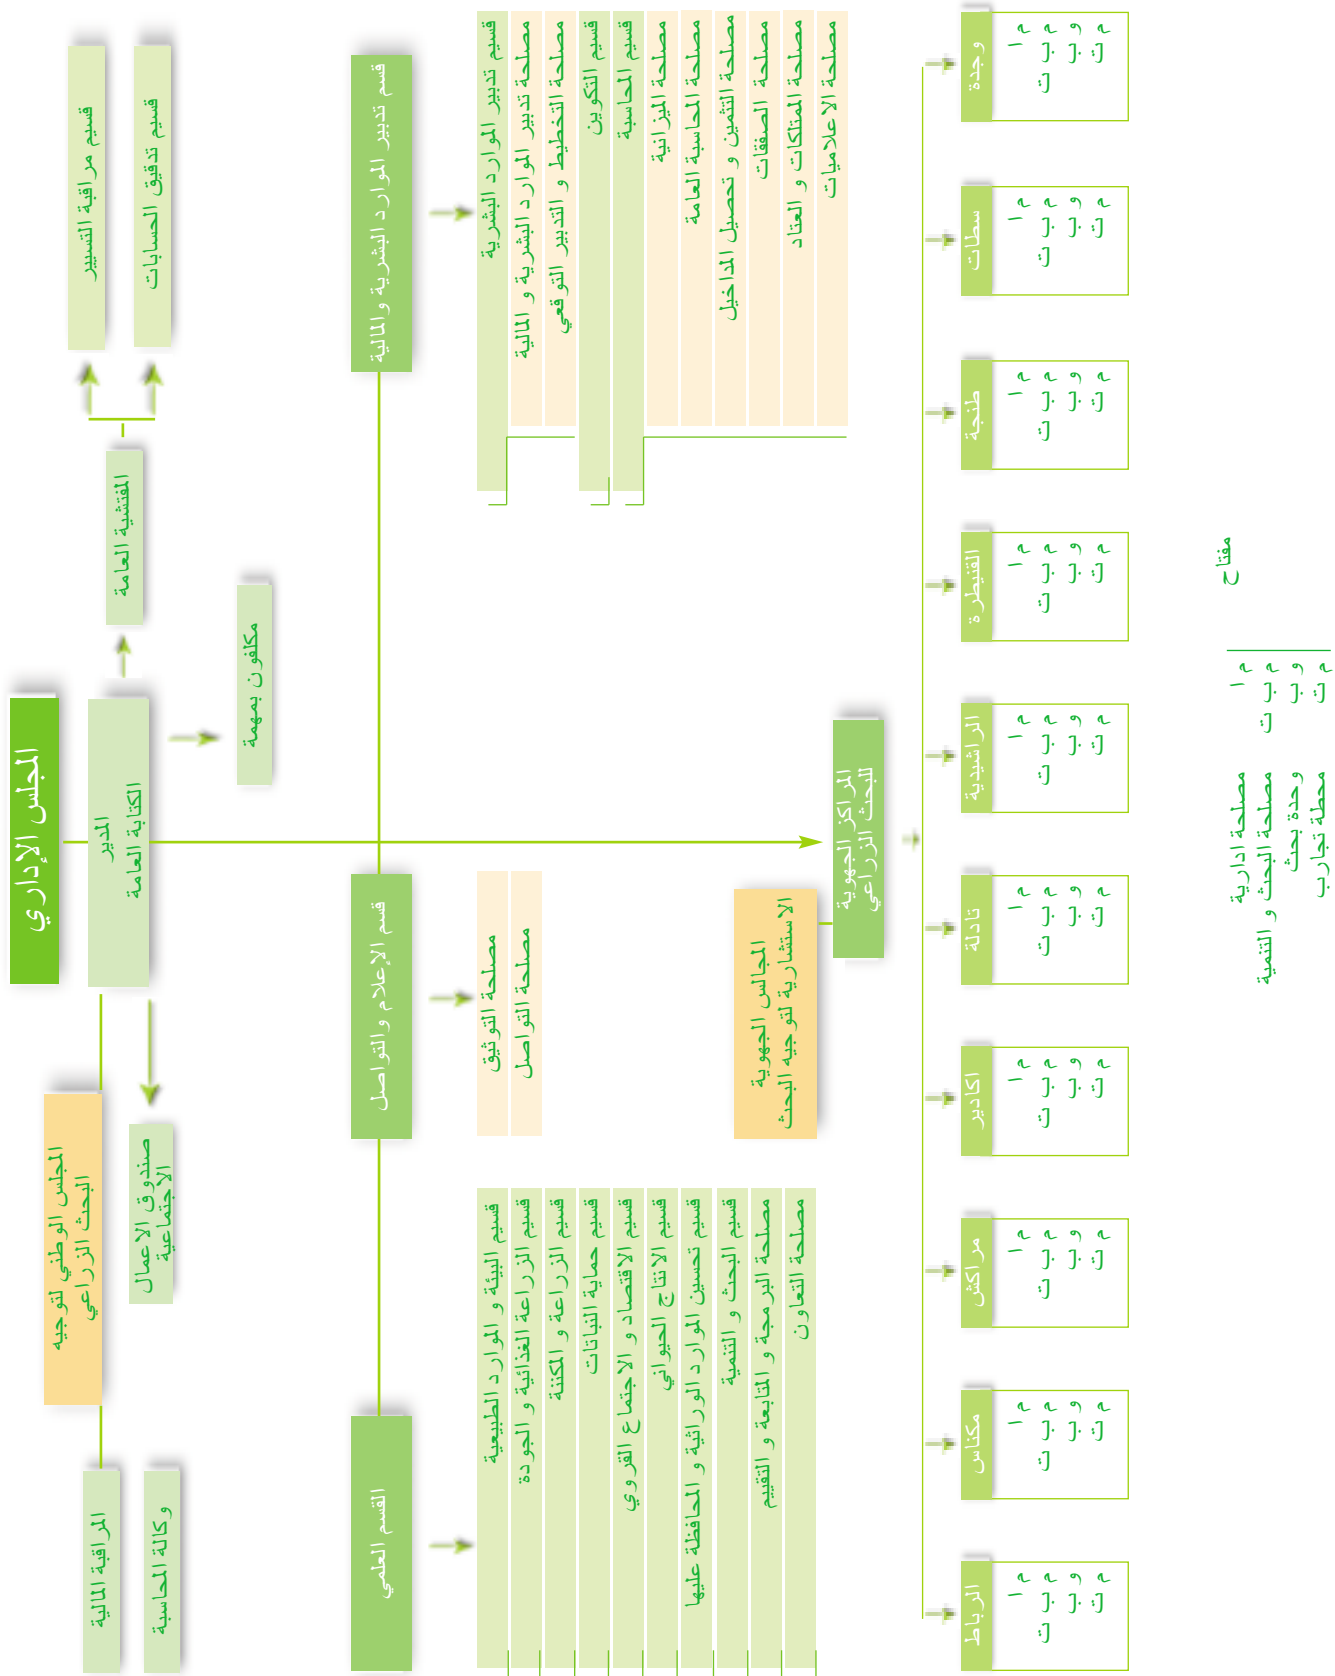 المجلس الإداري
المدير
الكتابة العامة
المفتشية العامة
قسيم مراقبة التسيير
قسيم تدقيق الحسابات
مكلفون بمهمة
المجلس الوطني لتوجيه
البحث الزراعي
صندوق الاعمال
الاجتماعية
المراقبة المالية
وكالة المحاسبة
قسم تدبير الموارد البشرية والمالية
قسيم تدبير الموارد البشرية
مصلحة تدبير الموارد البشرية و المالية
مصلحة التخطيط و التدبير التوقعي
قسيم التكوين
قسيم المحاسبة
مصلحة الميزانية
مصلحة المحاسبة العامة
مصلحة التثمين و تحصيل المداخيل
مصلحة الصفقات
مصلحة الممتلكات و العتاد
مصلحة الاعلاميات
قسم الإعلام والتواصل
مصلحة التوثيق
مصلحة التواصل
القسم العلمي
قسيم البيئة و الموارد الطبيعية
قسيم الزراعة الغذائية و الجودة
قسيم الزراعة و المكننة
قسيم حماية النباتات
قسيم الاقتصاد و الاجتماع القروي
قسيم الانتاج الحيواني
قسيم تحسين الموارد الوراثية و المحافظة عليها
قسيم البحث و التنمية
مصلحة البرمجة و المتابعة و التقييم
مصلحة التعاون
المراكز الجهوية
للبحث الزراعي
المجالس الجهوية
الاستشارية لتوجيه البحث
وجدة
م ا
م ب ت
و ب
م ت
سطات
م ا
م ب ت
و ب
م ت
طنجة
م ا
م ب ت
و ب
م ت
القنيطرة
م ا
م ب ت
و ب
م ت
الراشيدية
م ا
م ب ت
و ب
م ت
تادلة
م ا
م ب ت
و ب
م ت
اكادير
م ا
م ب ت
و ب
م ت
مراكش
م ا
م ب ت
و ب
م ت
مكناس
م ا
م ب ت
و ب
م ت
الرباط
م ا
م ب ت
و ب
م ت
مفتاح
م ا مصلحة ادارية
م ب ت مصلحة البحث و التنمية
و ب وحدة بحث
م ت محطة تجارب